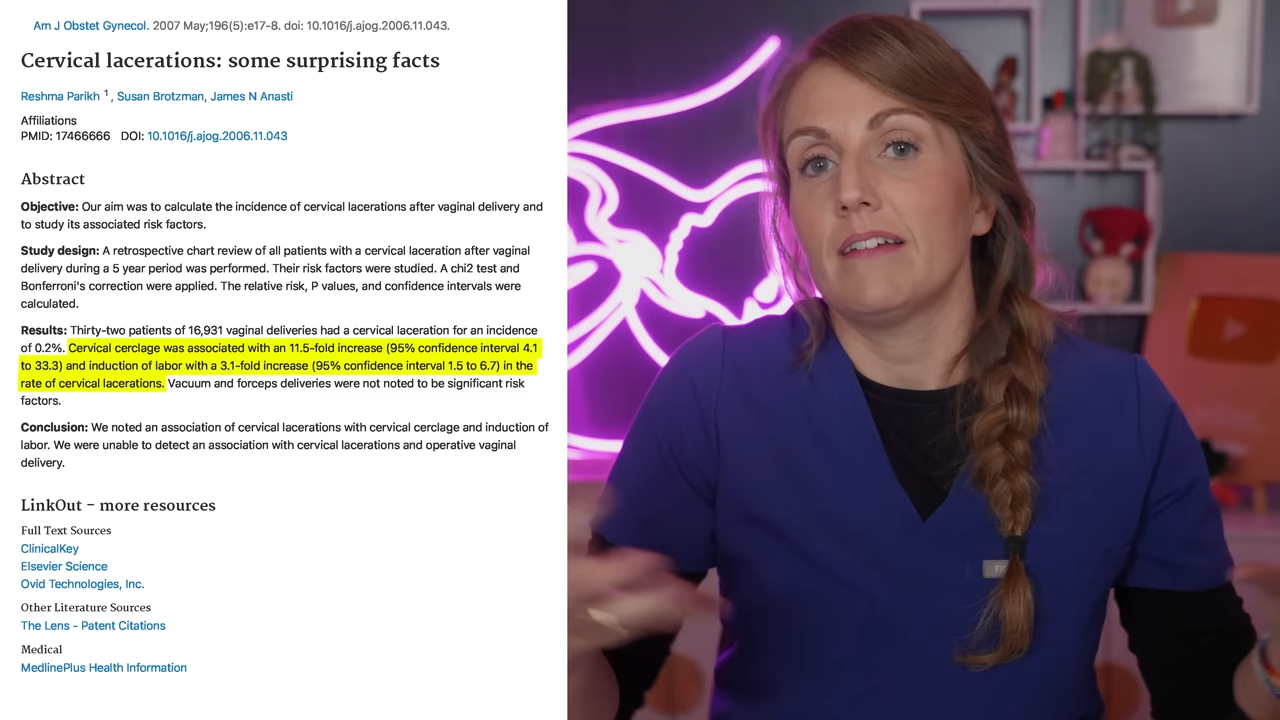 Am J Obstet Gynecol. 2007 May;196(5):e17-8. doi: 10.1016/j.ajog.2006.11.043.
Cervical lacerations: some surprising facts
Reshma Parikh 1, Susan Brotzman, James N Anasti
Affiliations
PMID: 17466666 DOI: 10.1016/j.ajog.2006.11.043
Abstract
Objective: Our aim was to calculate the incidence of cervical lacerations after vaginal delivery and
to study its associated risk factors.
Study design: A retrospective chart review of all patients with a cervical laceration after vaginal
delivery during a 5 year period was performed. Their risk factors were studied. A chi2 test and
Bonferroni's correction were applied. The relative risk, P values, and confidence intervals were
calculated.
Results: Thirty-two patients of 16,931 vaginal deliveries had a cervical laceration for an incidence
of 0.2%. Cervical cerclage was associated with an 11.5-fold increase (95% confidence interval 4.1
to 33.3) and induction of labor with a 3.1-fold increase (95% confidence interval 1.5 to 6.7) in the
rate of cervical lacerations. Vacuum and forceps deliveries were not noted to be significant risk
factors.
Conclusion: We noted an association of cervical lacerations with cervical cerclage and induction of
labor. We were unable to detect an association with cervical lacerations and operative vaginal
delivery.
LinkOut - more resources
Full Text Sources
ClinicalKey
Elsevier Science
Ovid Technologies, Inc.
Other Literature Sources
The Lens - Patent Citations
Medical
MedlinePlus Health Information